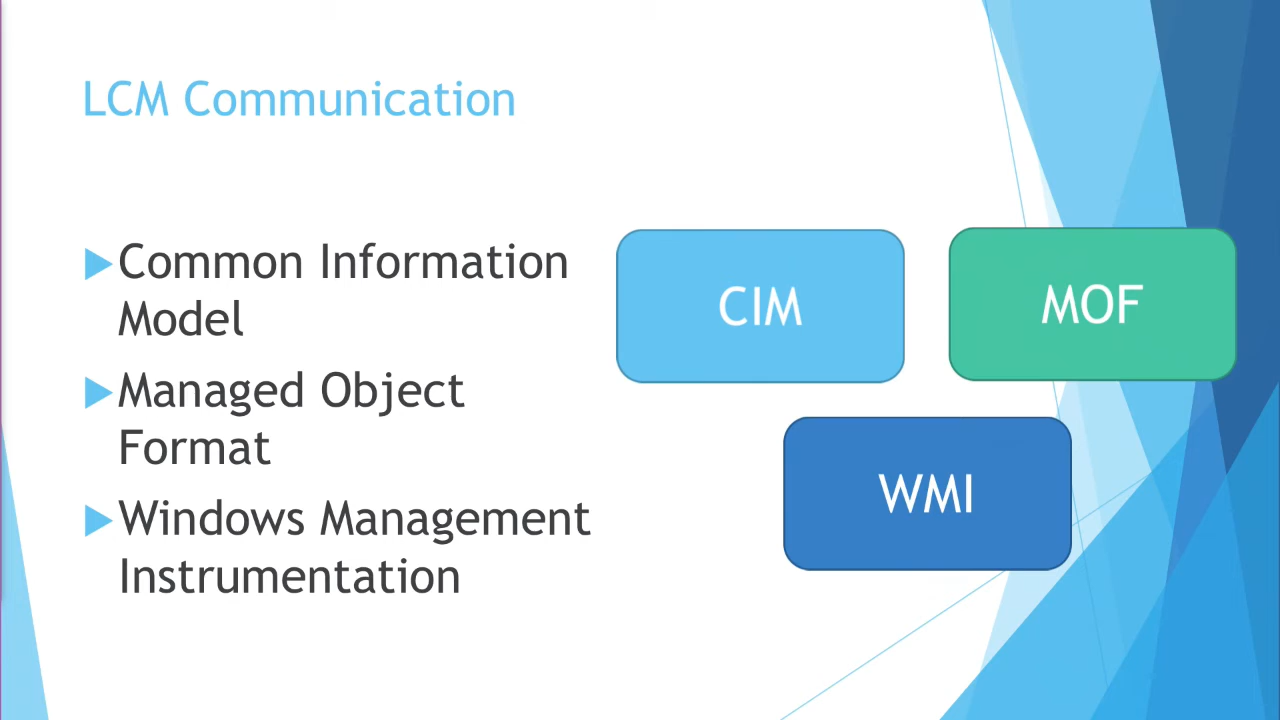 LCM Communication
Common Information
Model
Managed Object
Format
Windows Management
Instrumentation
CIM
MOF
WMI